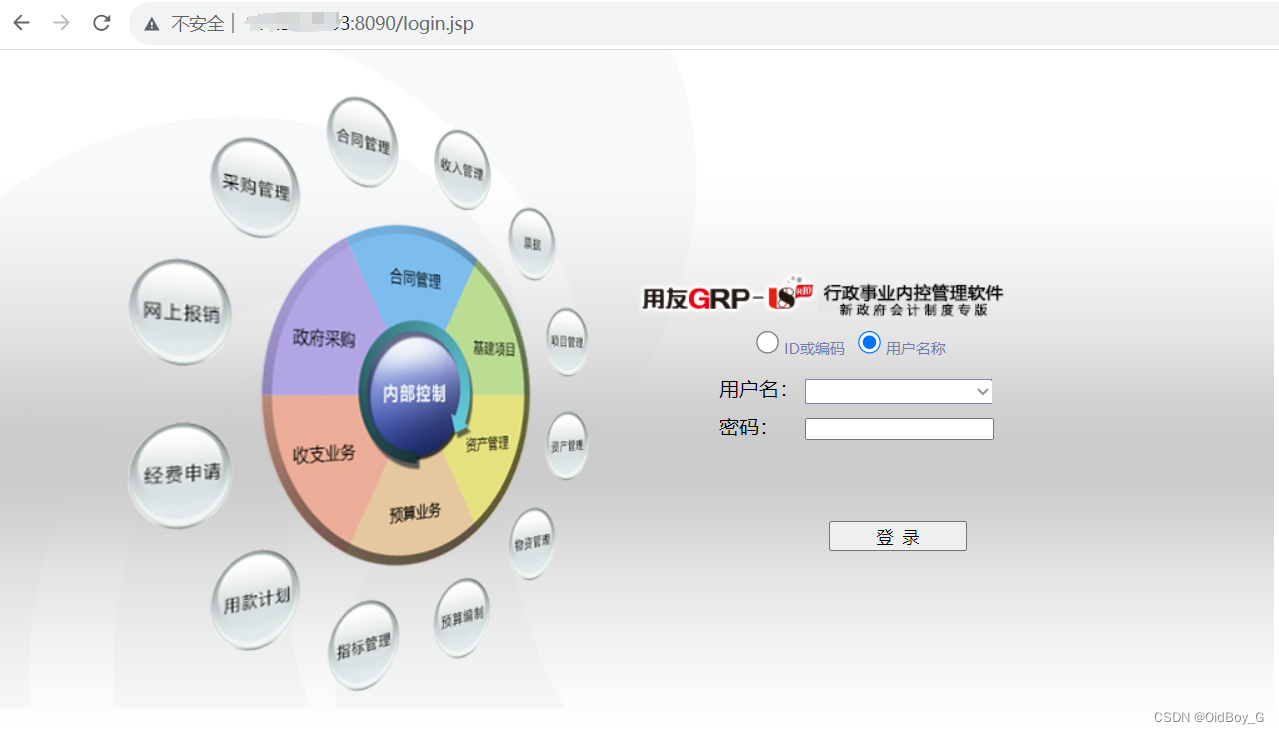 不安全
3:8090/login.jsp
合同管理
收入管理
采购管理
票据
网上报销
项目管理
经费申请
资产管理
物资管理
用款计划
预算编制
指标管理
合同管理
政府采购
基建项目
内部控制
收支业务
资产管理
预算业务
用友GRP-U8 R10 行政事业内控管理软件
新政府会计制度专版
ID或编码 用户名称
用户名：
密码：
登 录
CSDN @OidBoy_G